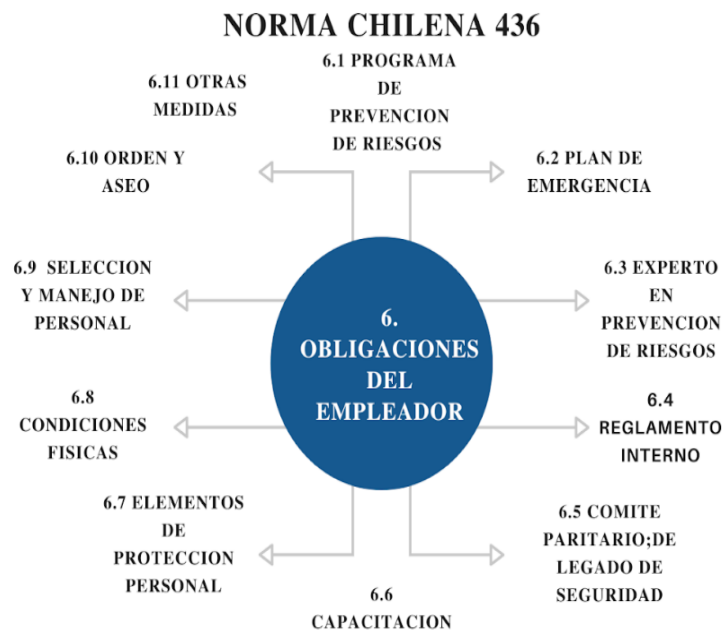 NORMA CHILENA 436
6.1 PROGRAMA
DE
PREVENCION
DE RIESGOS
6.2 PLAN DE
EMERGENCIA
6.3 EXPERTO
EN
PREVENCION
DE RIESGOS
6.4
REGLAMENTO
INTERNO
6.5 COMITE
PARITARIO;DE
LEGADO DE
SEGURIDAD
6.6
CAPACITACION
6.7 ELEMENTOS
DE
PROTECCION
PERSONAL
6.8
CONDICIONES
FISICAS
6.9 SELECCION
Y MANEJO DE
PERSONAL
6.10 ORDEN Y
ASEO
6.11 OTRAS
MEDIDAS
6.
OBLIGACIONES
DEL
EMPLEADOR